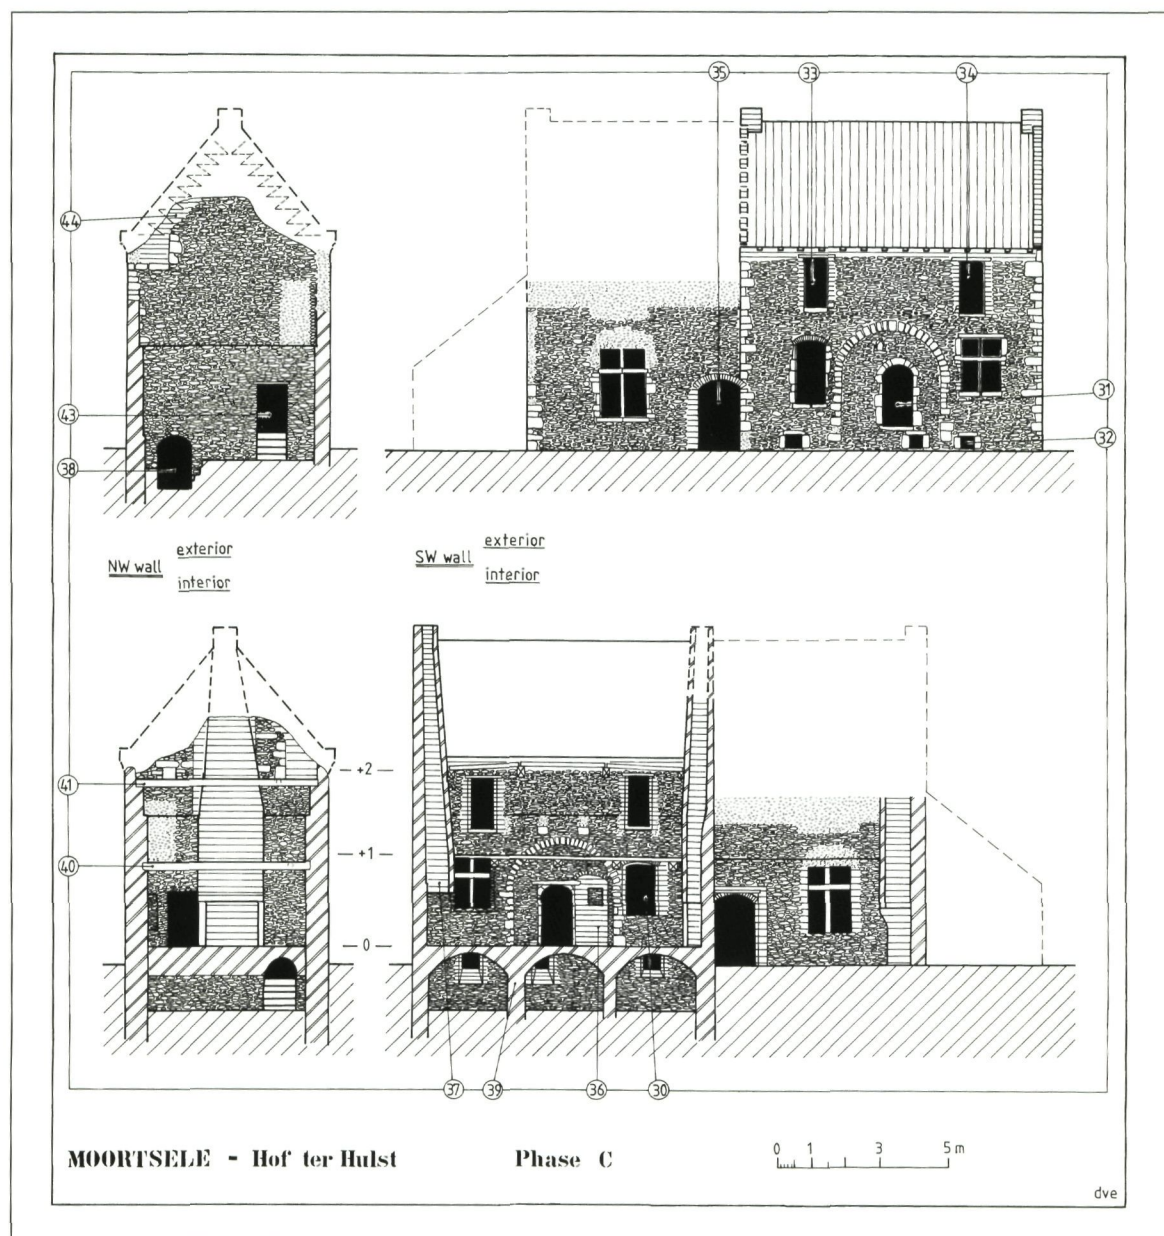 35 33 34
44
43
31
38
32
exterior
NW wall
interior
exterior
SW wall
interior
+2
41
+1
40
0
37 39 36 30
MOORTSELE - Hof ter Hulst Phase C
0 1 3 5 m
dve